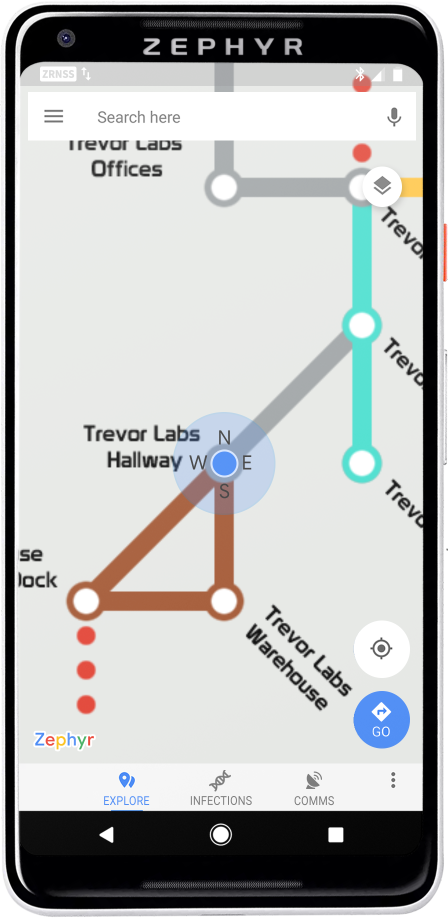 ZEPHYR
ZRNSS
Search here
Trevor Labs
Offices
Trevor
Trevor
Trevor Labs
Hallway
N
W
E
S
Trevo
se
Dock
Trevor Labs
Warehouse
GO
Zephyr
EXPLORE
INFECTIONS
COMMS